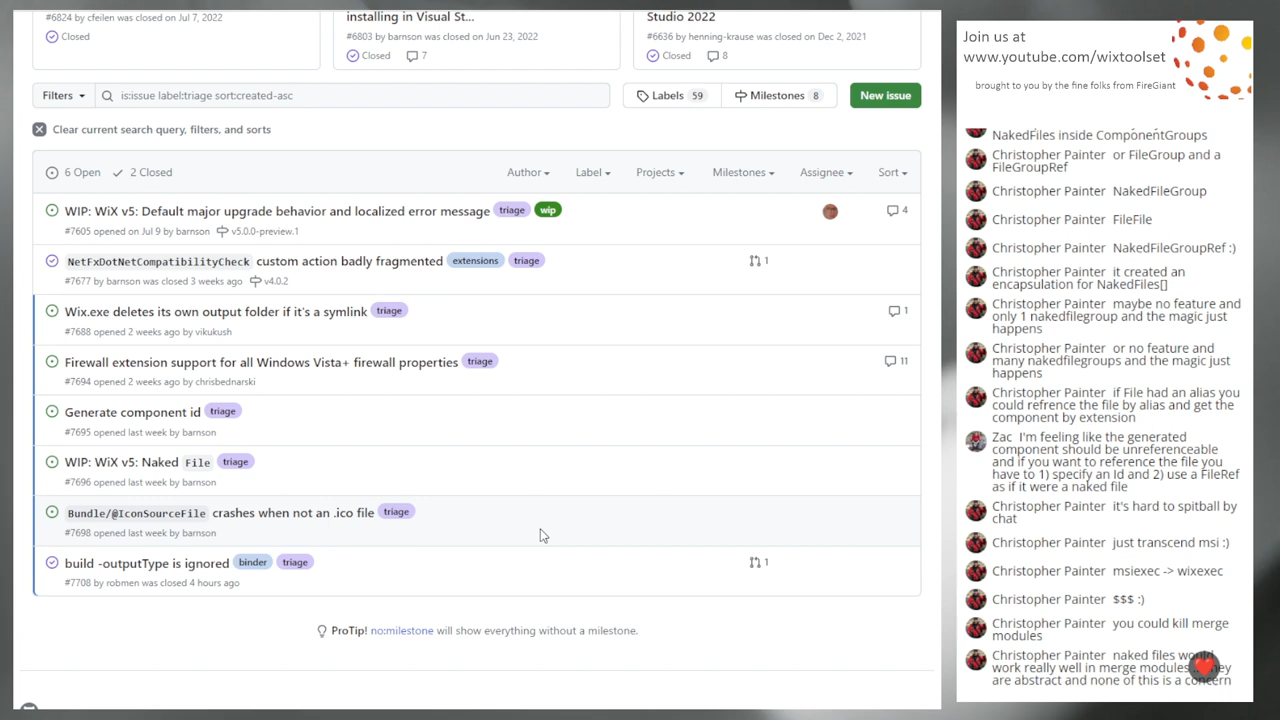 #6824 by cfeilen was closed on Jul 7, 2022
Closed
installing in Visual St...
#6803 by barnson was closed on Jun 23, 2022
Closed 7
Studio 2022
#6636 by henning-krause was closed on Dec 2, 2021
Closed 8
Filters
is:issue label:triage sort:created-asc
Labels 59
Milestones 8
New issue
Clear current search query, filters, and sorts
6 Open 2 Closed
Author Label Projects Milestones Assignee Sort
WIP: WiX v5: Default major upgrade behavior and localized error message triage wip 4
#7605 opened on Jul 9 by barnson v5.0.0-preview.1
NetFxDotNetCompatibilityCheck custom action badly fragmented extensions triage 1
#7677 by barnson was closed 3 weeks ago v4.0.2
Wix.exe deletes its own output folder if it's a symlink triage 1
#7688 opened 2 weeks ago by vikukush
Firewall extension support for all Windows Vista+ firewall properties triage 11
#7694 opened 2 weeks ago by chrisbednarski
Generate component id triage
#7695 opened last week by barnson
WIP: WiX v5: Naked File triage
#7696 opened last week by barnson
Bundle/@IconSourceFile crashes when not an .ico file triage
#7698 opened last week by barnson
build -outputType is ignored binder triage 1
#7708 by robmen was closed 4 hours ago
ProTip! no:milestone will show everything without a milestone.
Join us at
www.youtube.com/wixtoolset
brought to you by the fine folks from FireGiant
NakedFiles inside ComponentGroups
Christopher Painter or FileGroup and a
FileGroupRef
Christopher Painter NakedFileGroup
Christopher Painter FileFile
Christopher Painter NakedFileGroupRef :)
Christopher Painter it created an
encapsulation for NakedFiles[]
Christopher Painter maybe no feature and
only 1 nakedfilegroup and the magic just
happens
Christopher Painter or no feature and
many nakedfilegroups and the magic just
happens
Christopher Painter if File had an alias you
could refrence the file by alias and get the
component by extension
Zac I'm feeling like the generated
component should be unreferenceable
and if you want to reference the file you
have to 1) specify an Id and 2) use a FileRef
as if it were a naked file
Christopher Painter it's hard to spitball by
chat
Christopher Painter just transcend msi :)
Christopher Painter msiexec -> wixexec
Christopher Painter $$$ :)
Christopher Painter you could kill merge
modules
Christopher Painter naked files would
work really well in merge modules
are abstract and none of this is a concern